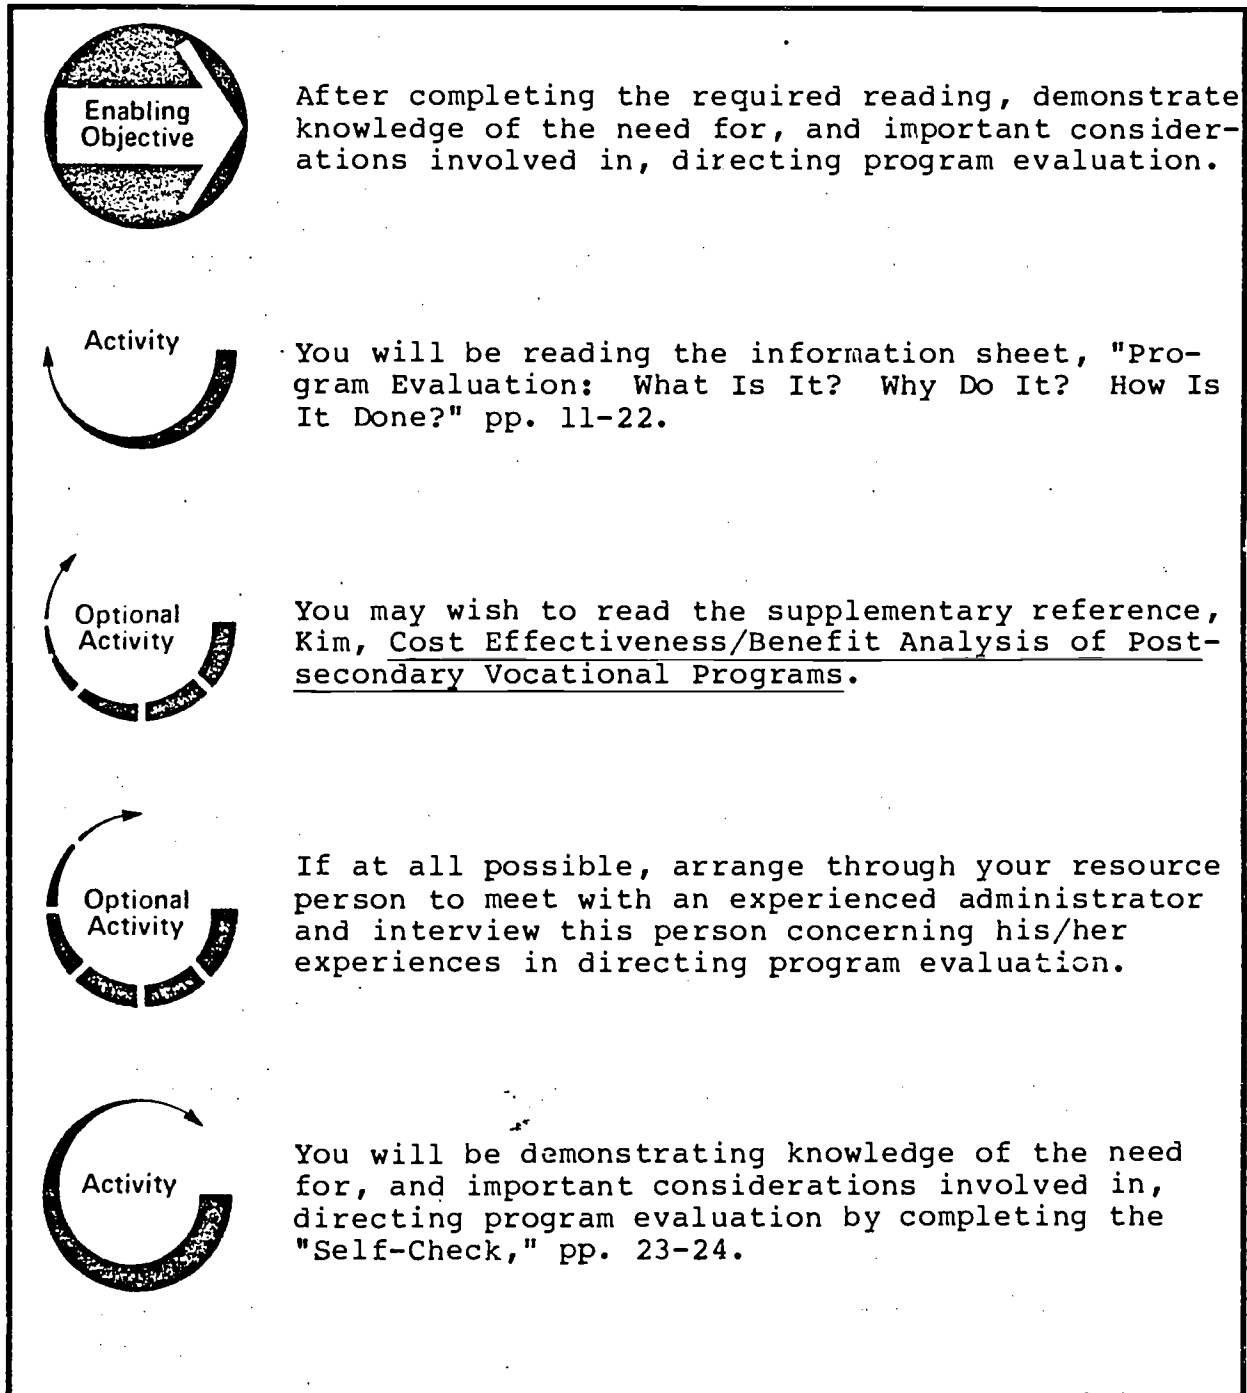 Enabling
Objective
After completing the required reading, demonstrate
knowledge of the need for, and important consider-
ations involved in, directing program evaluation.
Activity
You will be reading the information sheet, "Pro-
gram Evaluation: What Is It? Why Do It? How Is
It Done?" pp. 11-22.
Optional
Activity
You may wish to read the supplementary reference,
Kim, Cost Effectiveness/Benefit Analysis of Post-
secondary Vocational Programs.
Optional
Activity
If at all possible, arrange through your resource
person to meet with an experienced administrator
and interview this person concerning his/her
experiences in directing program evaluation.
Activity
You will be demonstrating knowledge of the need
for, and important considerations involved in,
directing program evaluation by completing the
"Self-Check," pp. 23-24.